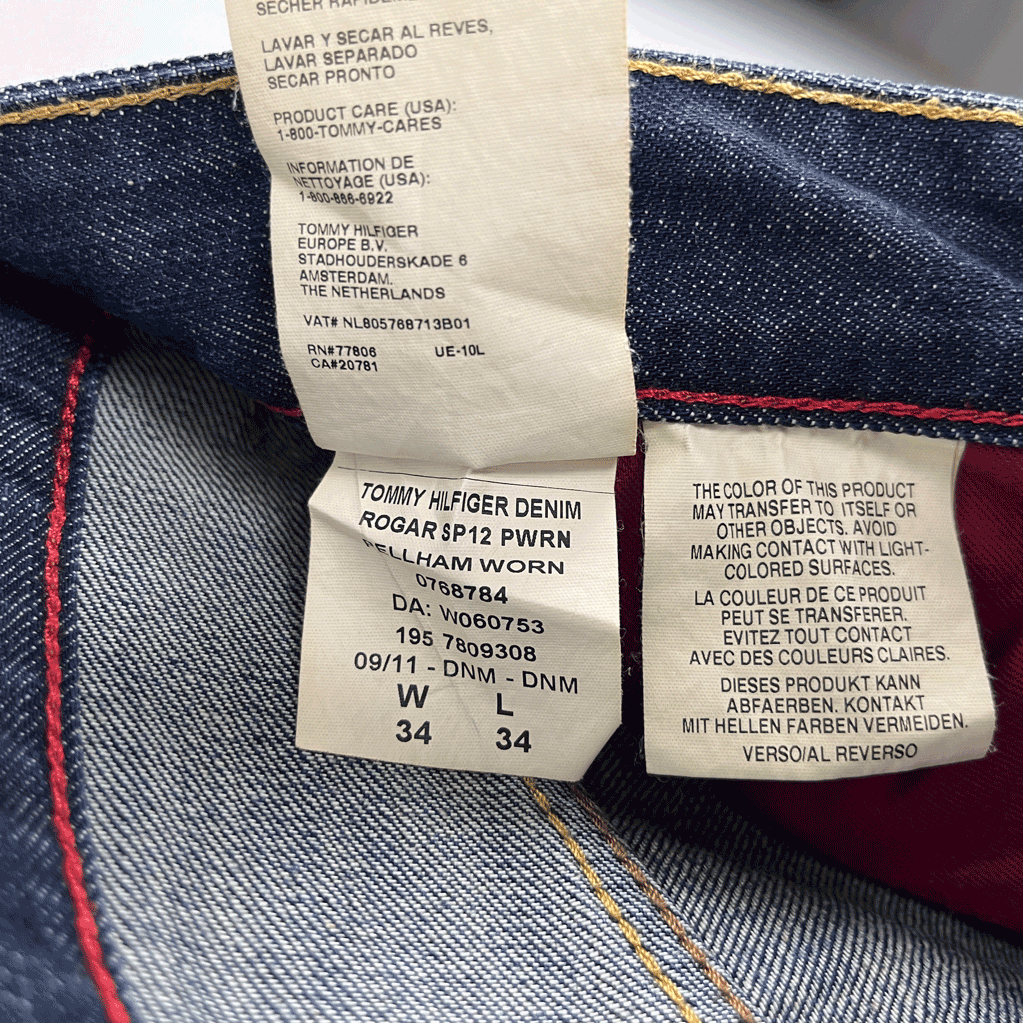 SECHER RAPIDEMENT
LAVAR Y SECAR AL REVES,
LAVAR SEPARADO
SECAR PRONTO
PRODUCT CARE (USA):
1-800-TOMMY-CARES
INFORMATION DE
NETTOYAGE (USA):
1-800-866-6922
TOMMY HILFIGER
EUROPE B.V.
STADHOUDERSKADE 6
AMSTERDAM.
THE NETHERLANDS
VAT# NL805768713B01
RN#77806 UE-10L
CA#20781
TOMMY HILFIGER DENIM
ROGAR SP12 PWRN
PELLHAM WORN
0768784
DA: W060753
195 7809308
09/11 - DNM - DNM
W L
34 34
THE COLOR OF THIS PRODUCT
MAY TRANSFER TO ITSELF OR
OTHER OBJECTS. AVOID
MAKING CONTACT WITH LIGHT-
COLORED SURFACES.
LA COULEUR DE CE PRODUIT
PEUT SE TRANSFERER.
EVITEZ TOUT CONTACT
AVEC DES COULEURS CLAIRES.
DIESES PRODUKT KANN
ABFAERBEN. KONTAKT
MIT HELLEN FARBEN VERMEIDEN.
VERSO/AL REVERSO